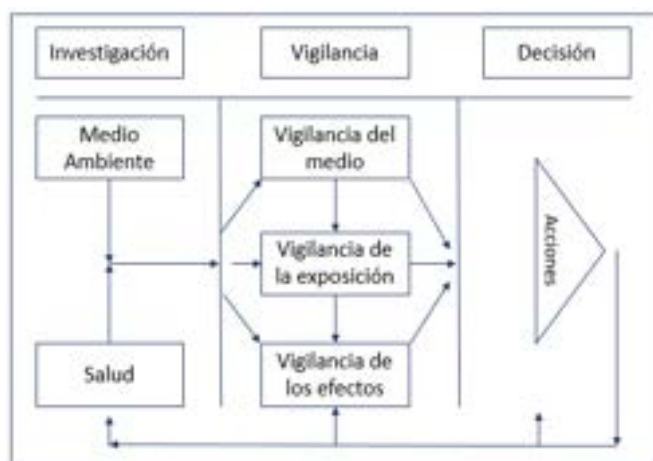 Investigación
Vigilancia
Decisión
Medio
Ambiente
Vigilancia del
medio
Vigilancia de
la exposición
Acciones
Salud
Vigilancia de
los efectos